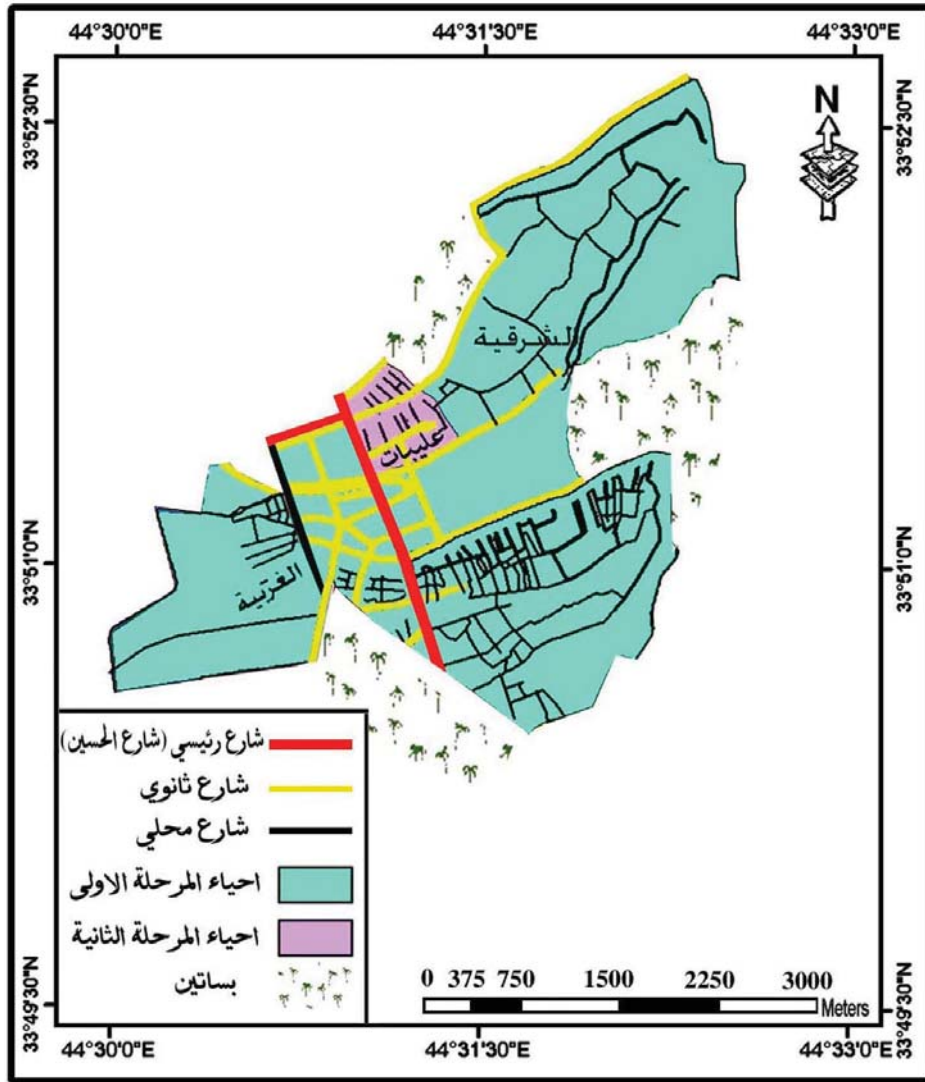 44°30'0"E
44°31'30"E
44°33'0"E
33°52'30"N
33°52'30"N
N
الشرقية
عليبات
33°51'0"N
33°51'0"N
الغربية
شارع رئيسي (شارع الحسين)
شارع ثانوي
شارع محلي
احياء المرحلة الاولى
احياء المرحلة الثانية
بساتين
0 375 750 1500 2250 3000
Meters
33°49'30"N
33°49'30"N
44°30'0"E
44°31'30"E
44°33'0"E